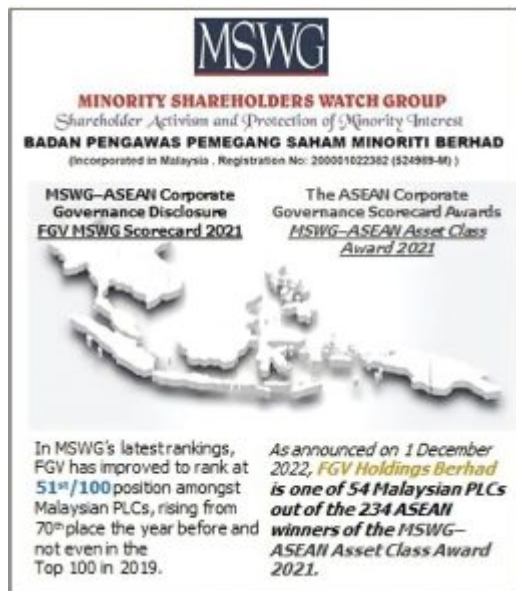 MSWG
MINORITY SHAREHOLDERS WATCH GROUP
Shareholder Activism and Protection of Minority Interest
BADAN PENGAWAS PEMEGANG SAHAM MINORITI BERHAD
(Incorporated in Malaysia . Registration No: 200001022382 (524989-M) )
MSWG–ASEAN Corporate
Governance Disclosure
FGV MSWG Scorecard 2021
The ASEAN Corporate
Governance Scorecard Awards
MSWG–ASEAN Asset Class
Award 2021
In MSWG's latest rankings,
FGV has improved to rank at
51st/100 position amongst
Malaysian PLCs, rising from
70th place the year before and
not even in the
Top 100 in 2019.
As announced on 1 December
2022, FGV Holdings Berhad
is one of 54 Malaysian PLCs
out of the 234 ASEAN
winners of the MSWG–
ASEAN Asset Class Award
2021.